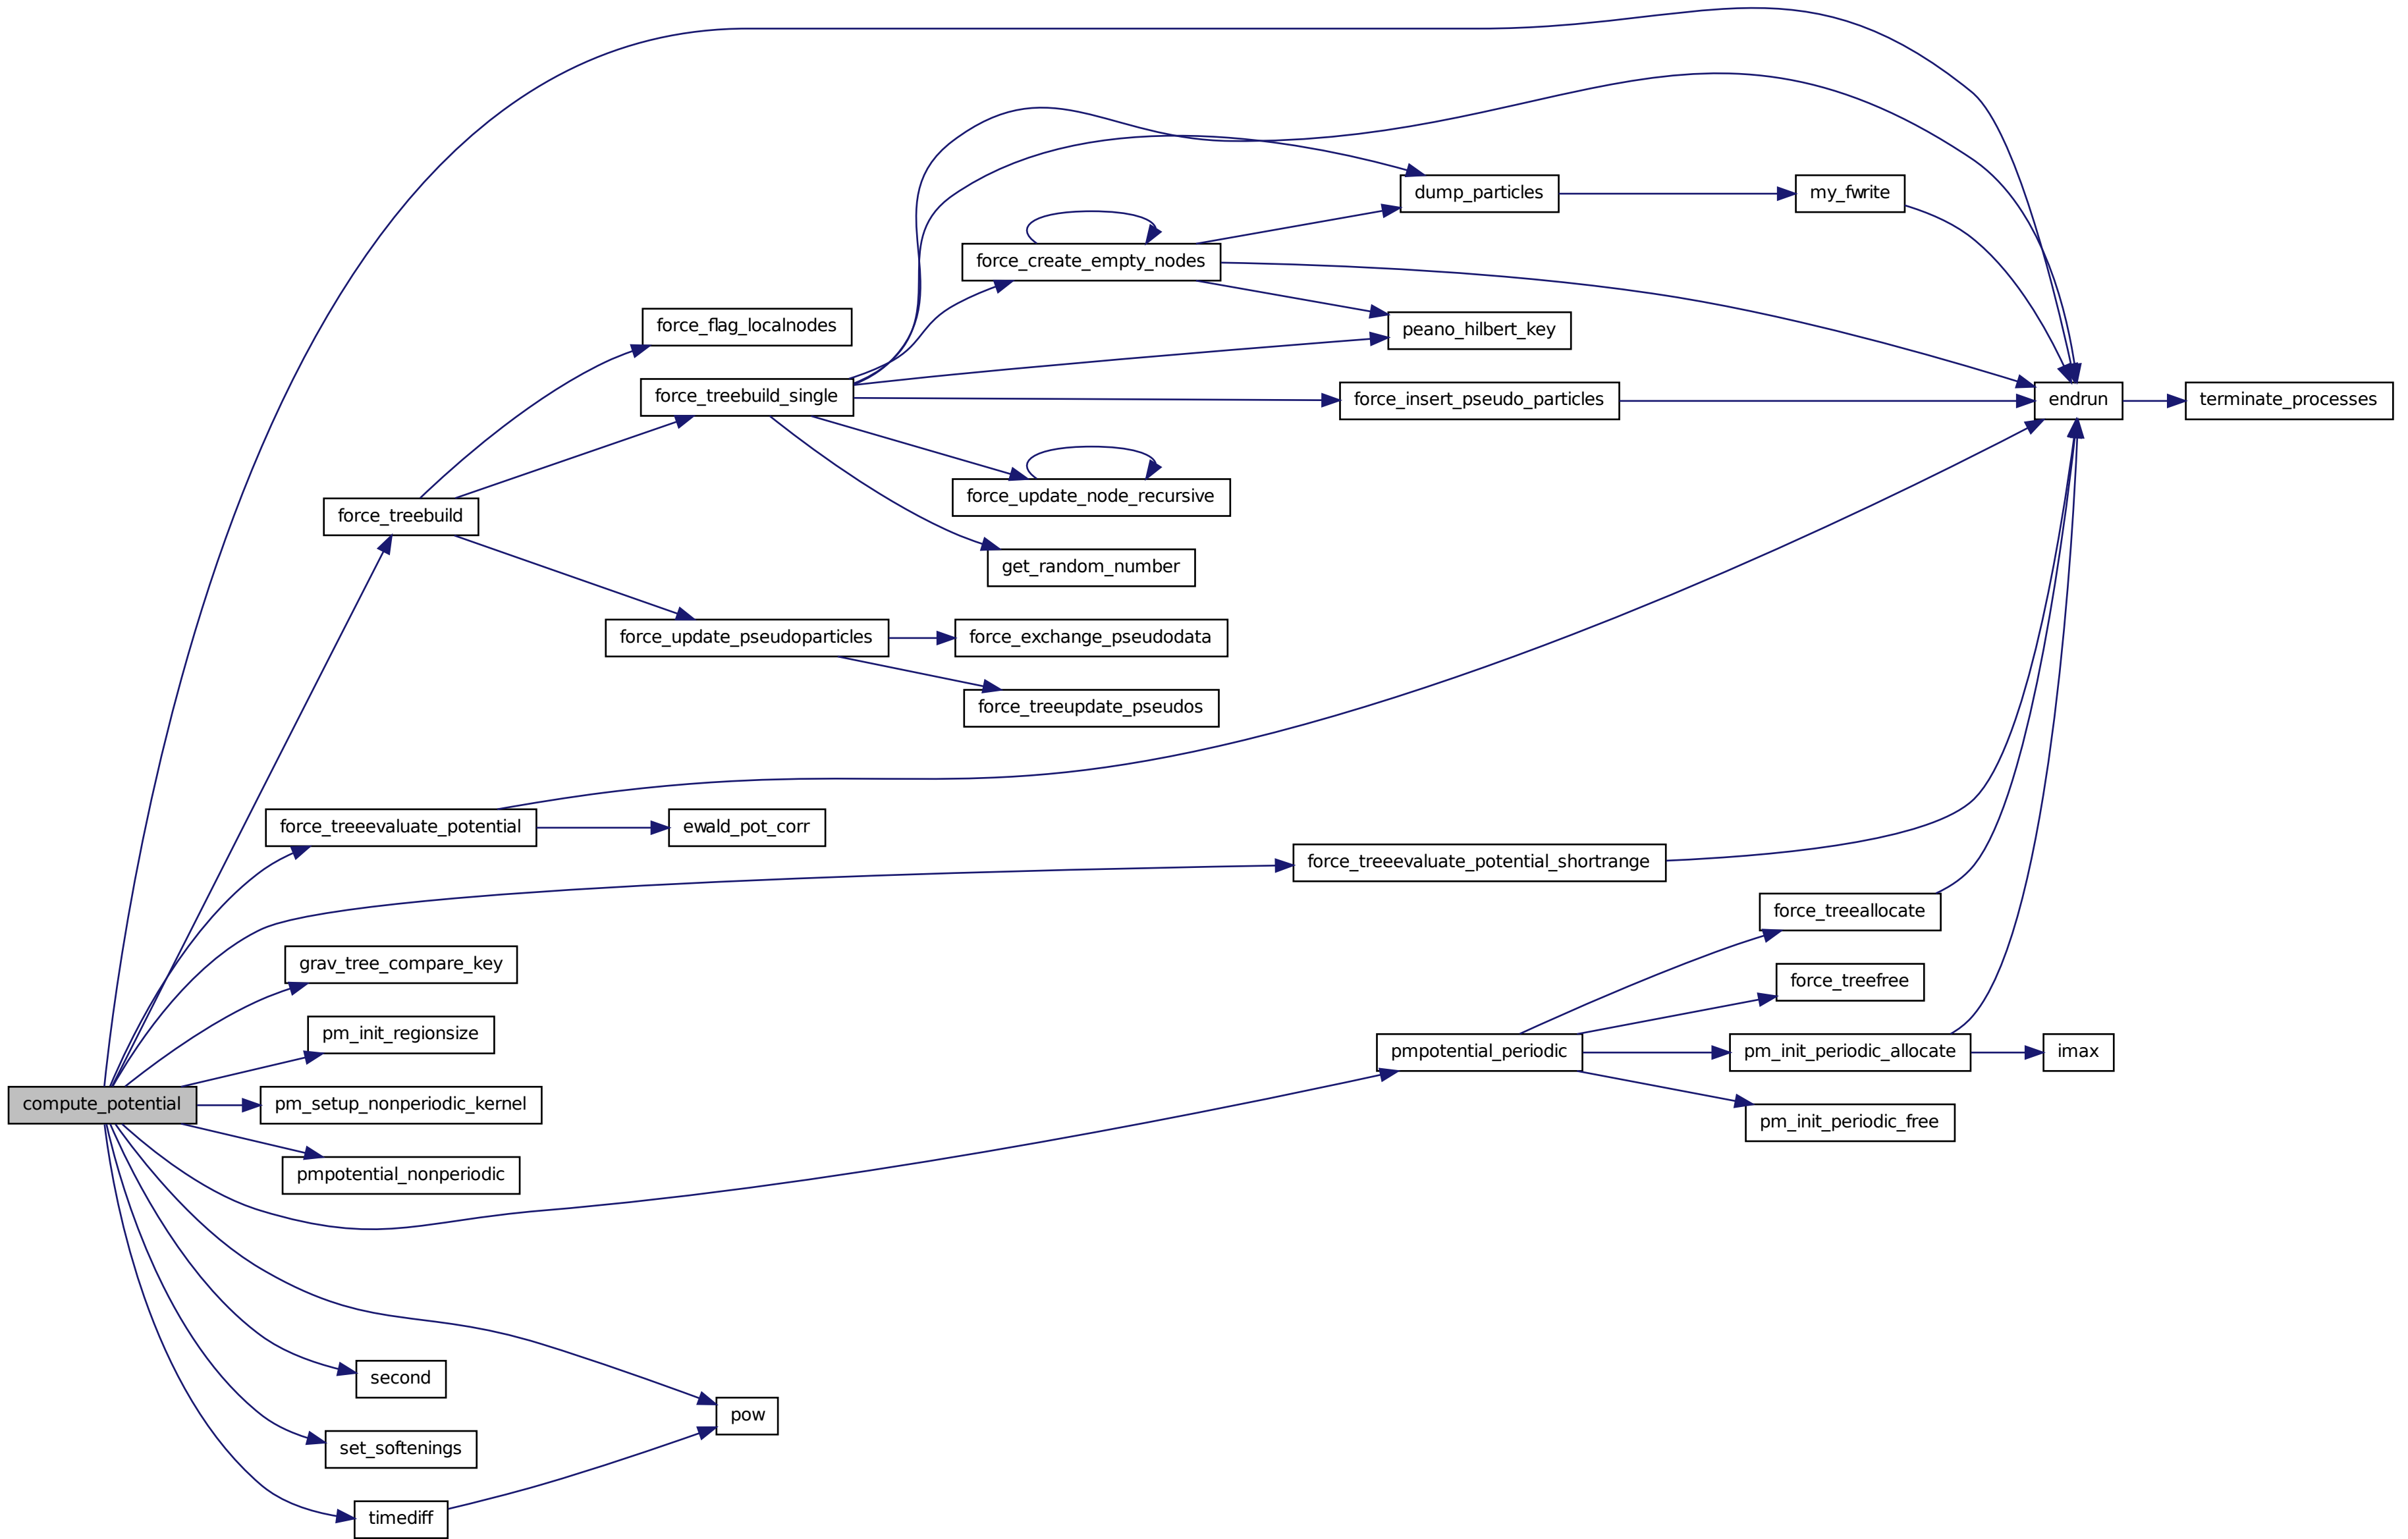 dump_particles
my_fwrite
force_create_empty_nodes
force_flag_localnodes
peano_hilbert_key
force_treebuild_single
force_insert_pseudo_particles
endrun
terminate_processes
force_update_node_recursive
force_treebuild
get_random_number
force_update_pseudoparticles
force_exchange_pseudodata
force_treeupdate_pseudos
force_treeevaluate_potential
ewald_pot_corr
force_treeevaluate_potential_shortrange
force_treeallocate
grav_tree_compare_key
force_treefree
pm_init_regionsize
pmpotential_periodic
pm_init_periodic_allocate
imax
compute_potential
pm_setup_nonperiodic_kernel
pm_init_periodic_free
pmpotential_nonperiodic
second
pow
set_softenings
timediff